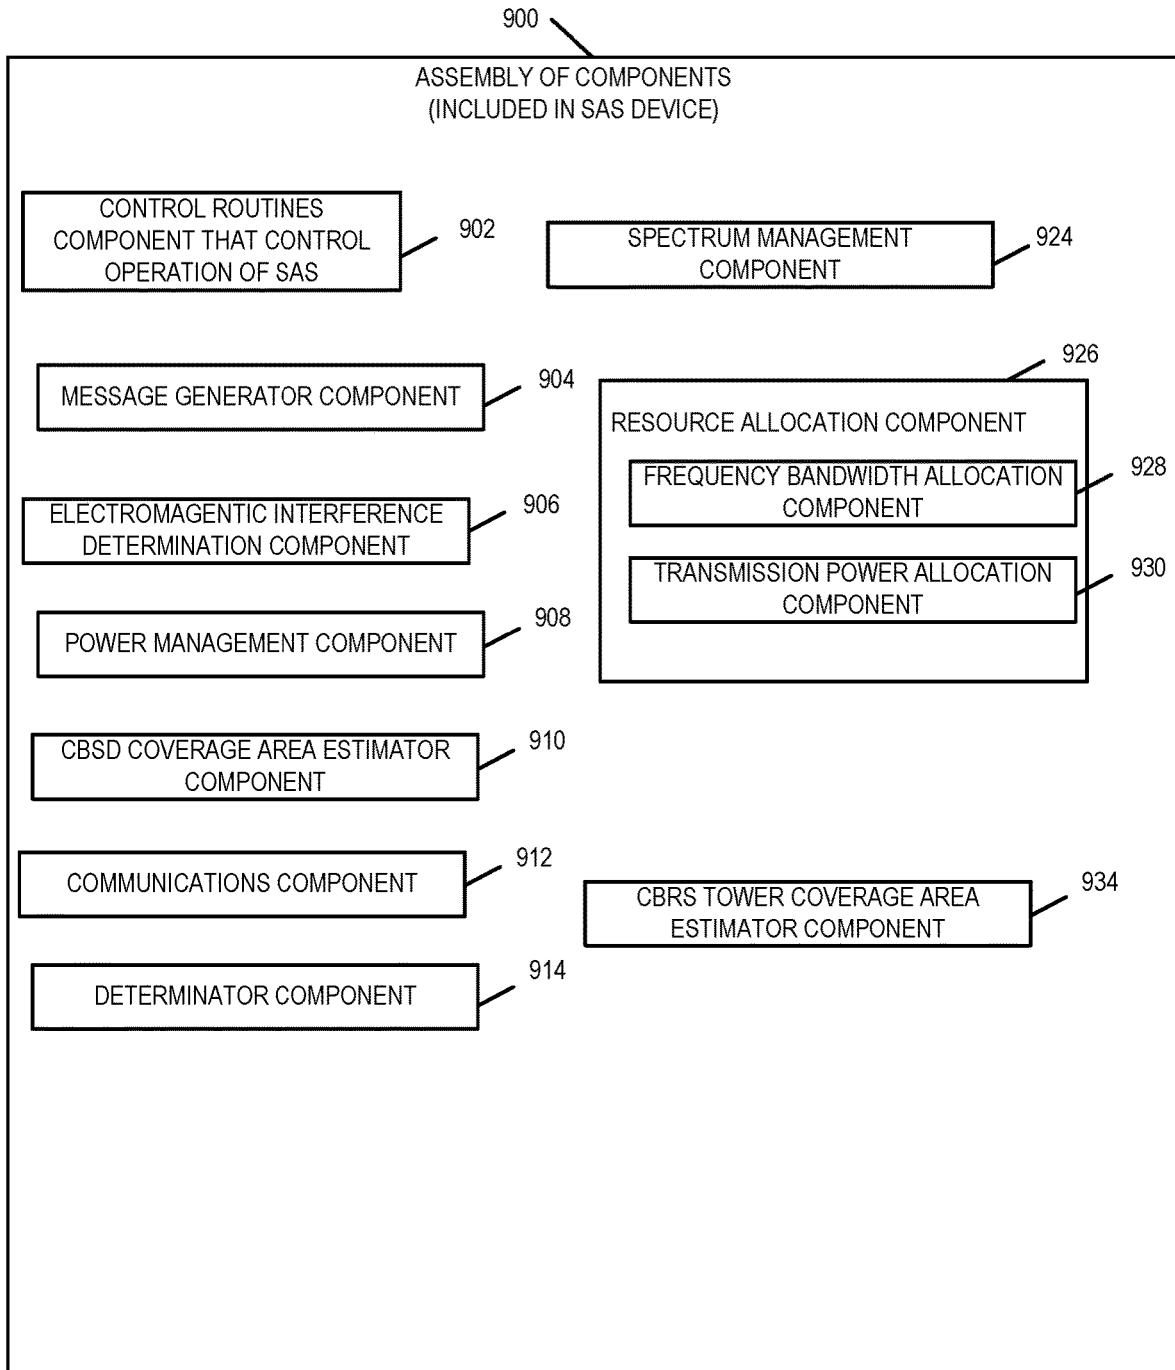 900
ASSEMBLY OF COMPONENTS
(INCLUDED IN SAS DEVICE)
CONTROL ROUTINES
COMPONENT THAT CONTROL
OPERATION OF SAS
902
SPECTRUM MANAGEMENT
COMPONENT
924
MESSAGE GENERATOR COMPONENT
904
926
RESOURCE ALLOCATION COMPONENT
FREQUENCY BANDWIDTH ALLOCATION
COMPONENT
928
TRANSMISSION POWER ALLOCATION
COMPONENT
930
ELECTROMAGENTIC INTERFERENCE
DETERMINATION COMPONENT
906
POWER MANAGEMENT COMPONENT
908
CBSD COVERAGE AREA ESTIMATOR
COMPONENT
910
COMMUNICATIONS COMPONENT
912
CBRS TOWER COVERAGE AREA
ESTIMATOR COMPONENT
934
DETERMINATOR COMPONENT
914